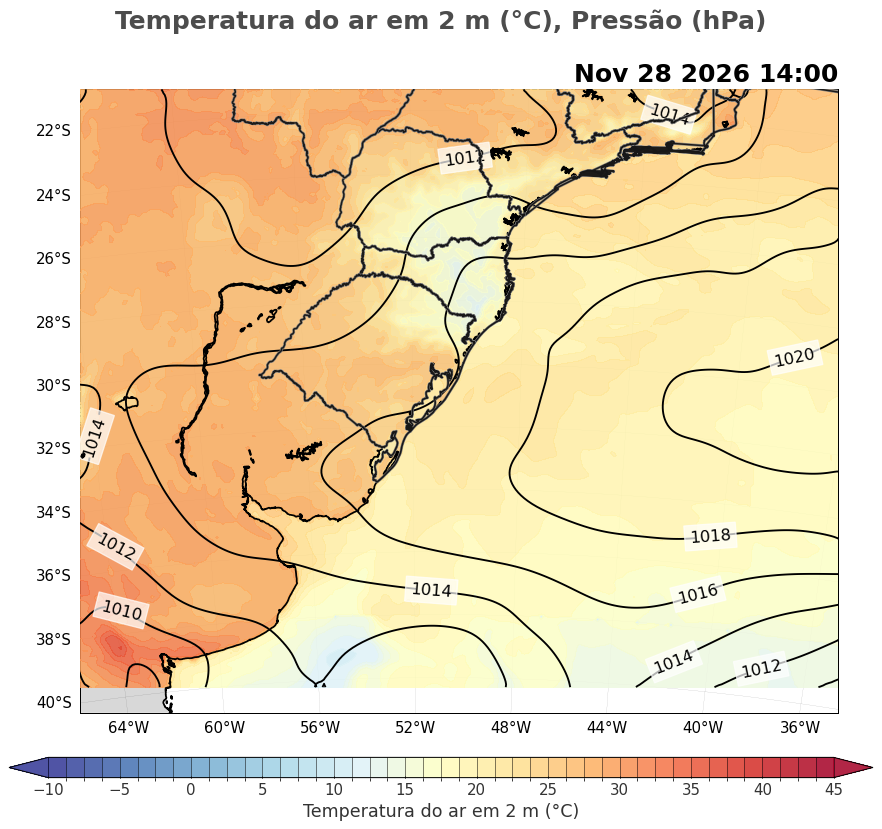 Temperatura do ar em 2 m (°C), Pressão (hPa)
Nov 28 2026 14:00
1014
22°S
1012
24°S
26°S
28°S
1020
30°S
1014
32°S
34°S
1018
1012
36°S
1014
1016
1010
38°S
1014
1012
40°S
64°W 60°W 56°W 52°W 48°W 44°W 40°W 36°W
−10 −5 0 5 10 15 20 25 30 35 40 45
Temperatura do ar em 2 m (°C)